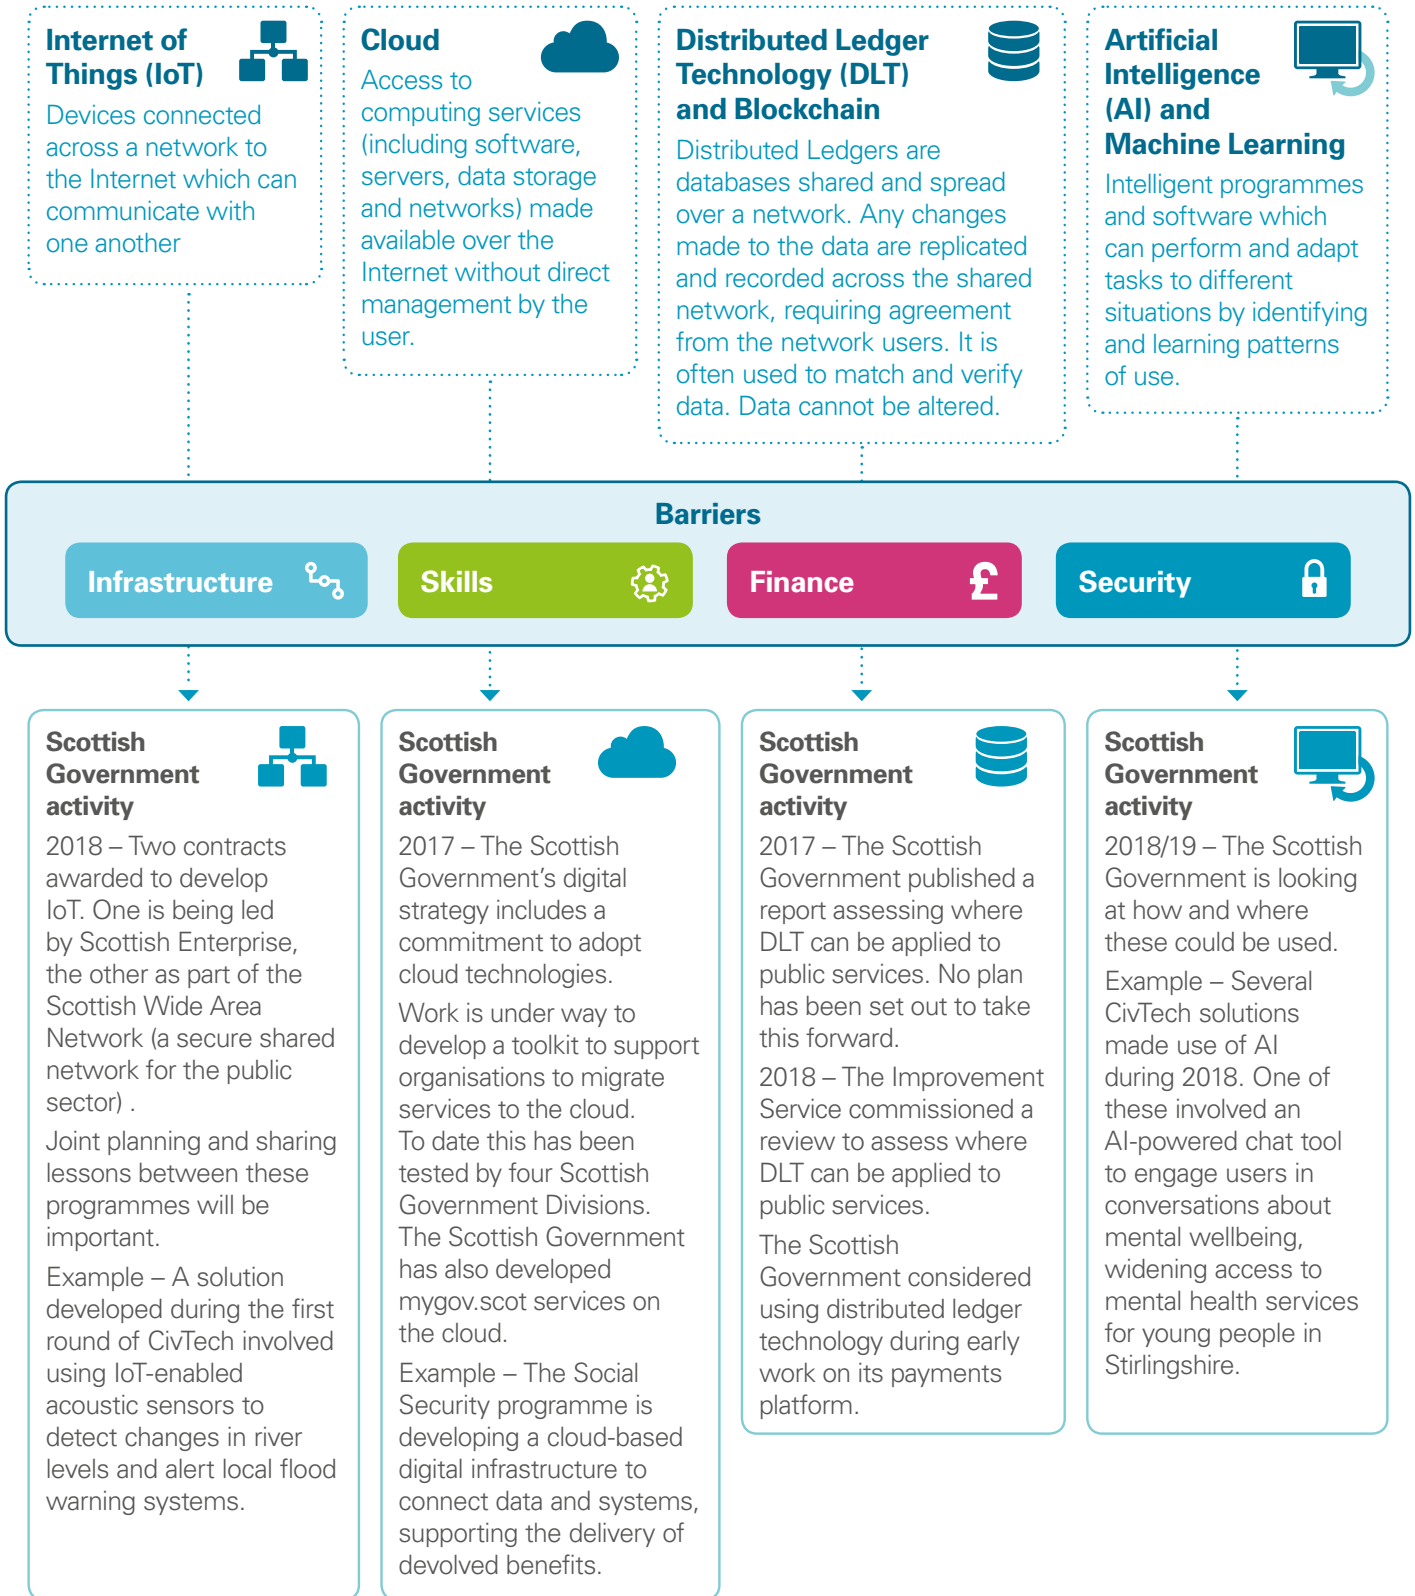 Internet of
Things (IoT)
Devices connected
across a network to
the Internet which can
communicate with
one another
Cloud
Access to
computing services
(including software,
servers, data storage
and networks) made
available over the
Internet without direct
management by the
user.
Distributed Ledger
Technology (DLT)
and Blockchain
Distributed Ledgers are
databases shared and spread
over a network. Any changes
made to the data are replicated
and recorded across the shared
network, requiring agreement
from the network users. It is
often used to match and verify
data. Data cannot be altered.
Artificial
Intelligence
(AI) and
Machine Learning
Intelligent programmes
and software which
can perform and adapt
tasks to different
situations by identifying
and learning patterns
of use.
Barriers
Infrastructure
Skills
Finance
£
Security
Scottish
Government
activity
2018 – Two contracts
awarded to develop
IoT. One is being led
by Scottish Enterprise,
the other as part of the
Scottish Wide Area
Network (a secure shared
network for the public
sector) .
Joint planning and sharing
lessons between these
programmes will be
important.
Example – A solution
developed during the first
round of CivTech involved
using IoT-enabled
acoustic sensors to
detect changes in river
levels and alert local flood
warning systems.
Scottish
Government
activity
2017 – The Scottish
Government’s digital
strategy includes a
commitment to adopt
cloud technologies.
Work is under way to
develop a toolkit to support
organisations to migrate
services to the cloud.
To date this has been
tested by four Scottish
Government Divisions.
The Scottish Government
has also developed
mygov.scot services on
the cloud.
Example – The Social
Security programme is
developing a cloud-based
digital infrastructure to
connect data and systems,
supporting the delivery of
devolved benefits.
Scottish
Government
activity
2017 – The Scottish
Government published a
report assessing where
DLT can be applied to
public services. No plan
has been set out to take
this forward.
2018 – The Improvement
Service commissioned a
review to assess where
DLT can be applied to
public services.
The Scottish
Government considered
using distributed ledger
technology during early
work on its payments
platform.
Scottish
Government
activity
2018/19 – The Scottish
Government is looking
at how and where
these could be used.
Example – Several
CivTech solutions
made use of AI
during 2018. One of
these involved an
AI-powered chat tool
to engage users in
conversations about
mental wellbeing,
widening access to
mental health services
for young people in
Stirlingshire.